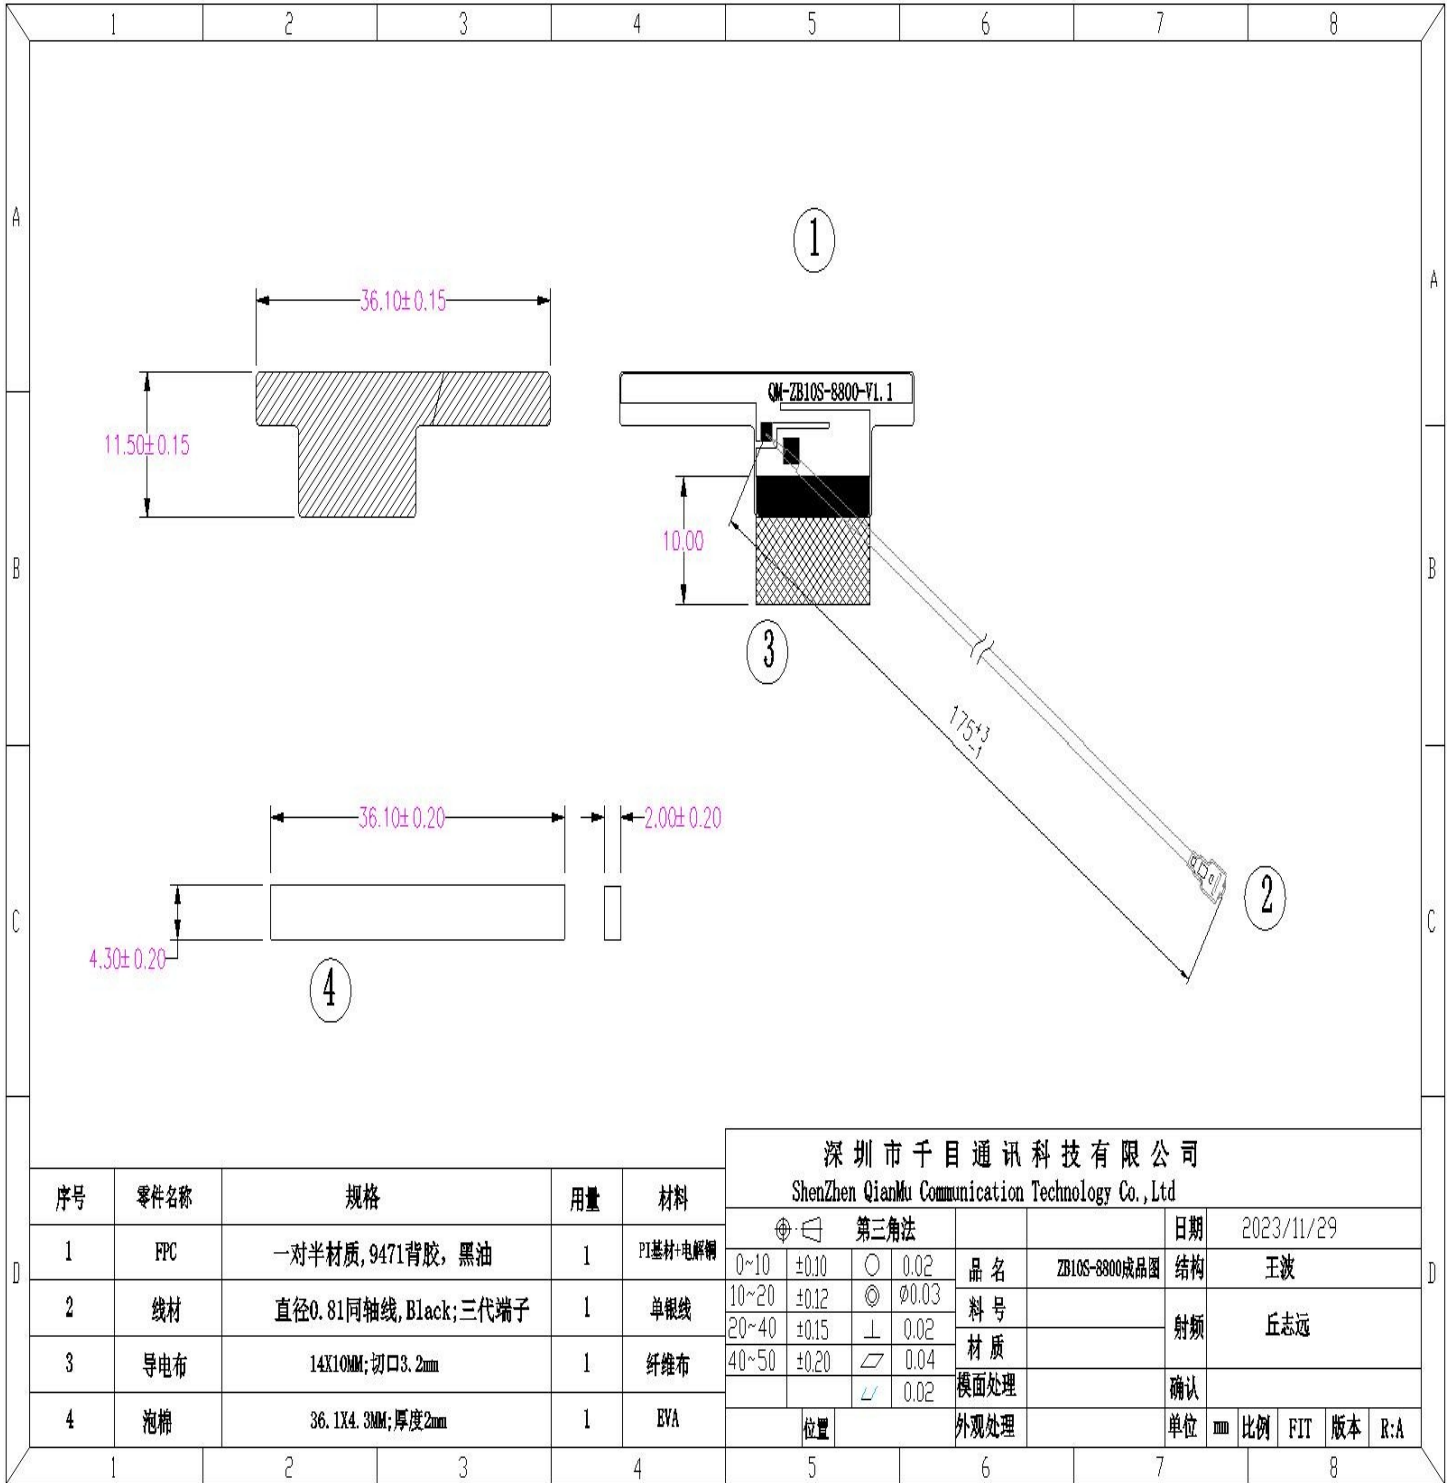 1 2 3 4 5 6 7 8
A
A
①
36.10±0.15
QM-ZB10S-8800-V1.1
11.50±0.15
10.00
B
B
③
175+3-1
36.10±0.20
2.00±0.20
②
C
C
4.30±0.20
④
深圳市千目通讯科技有限公司
ShenZhen QianMu Communication Technology Co.,Ltd
序号 零件名称 规格 用量 材料
1 FPC 一对半材质,9471背胶，黑油 1 PI基材+电解铜
2 线材 直径0.81同轴线,Black;三代端子 1 单银线
3 导电布 14X10MM;切口3.2mm 1 纤维布
4 泡棉 36.1X4.3MM;厚度2mm 1 EVA
第三角法 日期 2023/11/29
0~10 ±0.10 ○ 0.02 品名 ZB10S-8800成品图 结构 王波
10~20 ±0.12 ◎ Ø0.03 料号 射频 丘志远
20~40 ±0.15 ⊥ 0.02 材质
40~50 ±0.20 ▱ 0.04
0.02 模面处理 确认
位置 外观处理 单位 mm 比例 FIT 版本 R:A
D
D
1 2 3 4 5 6 7 8